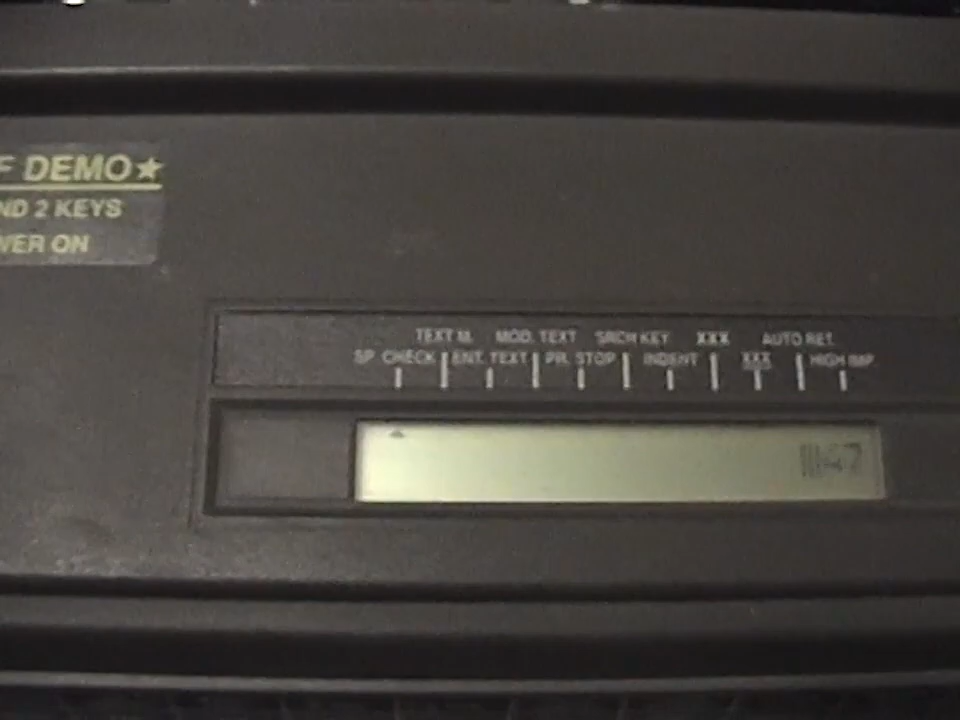 F DEMO★
ND 2 KEYS
WER ON
TEXT M. MOD. TEXT SRCH KEY XXX AUTO RET.
SP. CHECK ENT. TEXT PR. STOP INDENT XXX HIGH IMP.